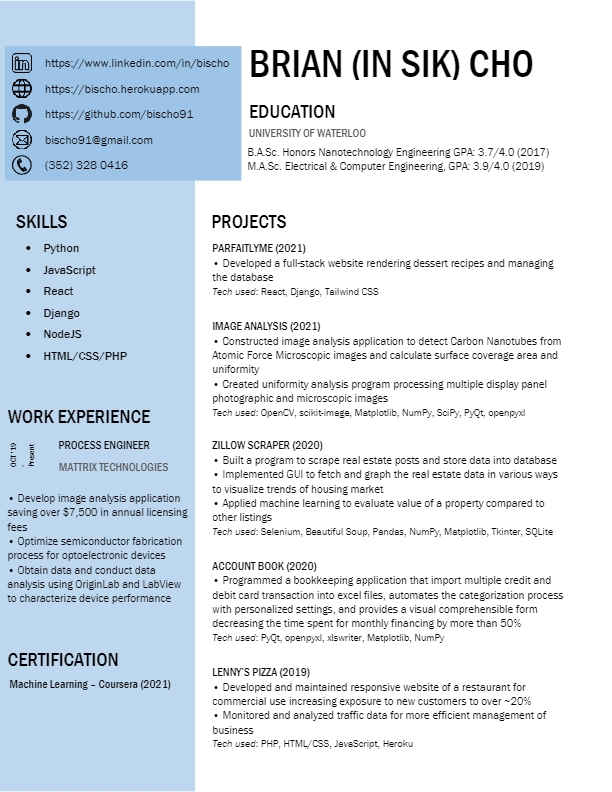 https://www.linkedin.com/in/bischo
https://bischo.herokuapp.com
https://github.com/bischo91
bischo91@gmail.com
(352) 328 0416
BRIAN (IN SIK) CHO
EDUCATION
UNIVERSITY OF WATERLOO
B.A.Sc. Honors Nanotechnology Engineering GPA: 3.7/4.0 (2017)
M.A.Sc. Electrical & Computer Engineering, GPA: 3.9/4.0 (2019)
SKILLS
• Python
• JavaScript
• React
• Django
• NodeJS
• HTML/CSS/PHP
WORK EXPERIENCE
OCT '19
-
Present
PROCESS ENGINEER
MATTRIX TECHNOLOGIES
• Develop image analysis application
saving over $7,500 in annual licensing
fees
• Optimize semiconductor fabrication
process for optoelectronic devices
• Obtain data and conduct data
analysis using OriginLab and LabView
to characterize device performance
CERTIFICATION
Machine Learning – Coursera (2021)
PROJECTS
PARFAITLYME (2021)
• Developed a full-stack website rendering dessert recipes and managing
the database
Tech used: React, Django, Tailwind CSS
IMAGE ANALYSIS (2021)
• Constructed image analysis application to detect Carbon Nanotubes from
Atomic Force Microscopic images and calculate surface coverage area and
uniformity
• Created uniformity analysis program processing multiple display panel
photographic and microscopic images
Tech used: OpenCV, scikit-image, Matplotlib, NumPy, SciPy, PyQt, openpyxl
ZILLOW SCRAPER (2020)
• Built a program to scrape real estate posts and store data into database
• Implemented GUI to fetch and graph the real estate data in various ways
to visualize trends of housing market
• Applied machine learning to evaluate value of a property compared to
other listings
Tech used: Selenium, Beautiful Soup, Pandas, NumPy, Matplotlib, Tkinter, SQLite
ACCOUNT BOOK (2020)
• Programmed a bookkeeping application that import multiple credit and
debit card transaction into excel files, automates the categorization process
with personalized settings, and provides a visual comprehensible form
decreasing the time spent for monthly financing by more than 50%
Tech used: PyQt, openpyxl, xlswriter, Matplotlib, NumPy
LENNY'S PIZZA (2019)
• Developed and maintained responsive website of a restaurant for
commercial use increasing exposure to new customers to over ~20%
• Monitored and analyzed traffic data for more efficient management of
business
Tech used: PHP, HTML/CSS, JavaScript, Heroku